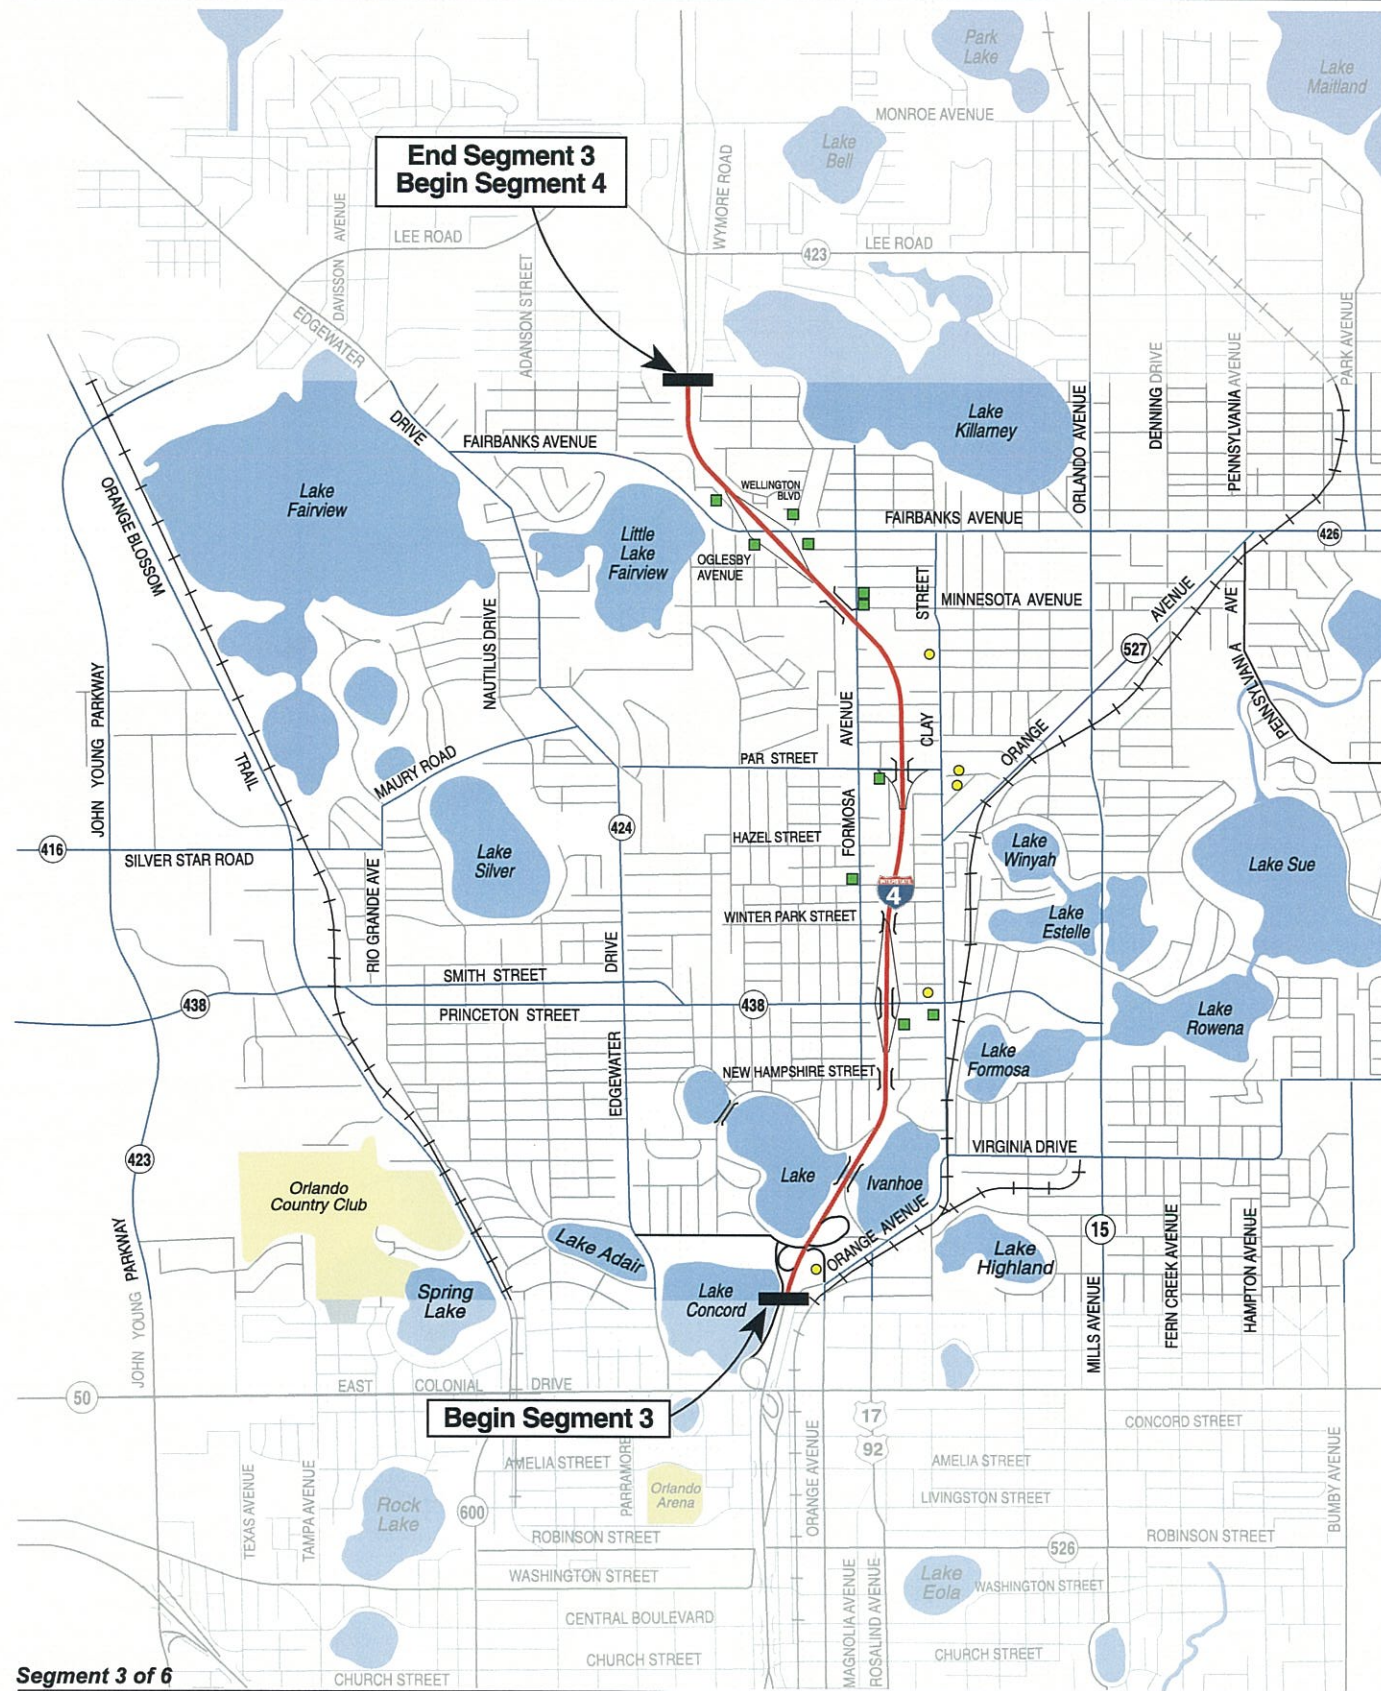 Park
Lake
Lake
Maitland
MONROE AVENUE
Lake
Bell
End Segment 3
Begin Segment 4
WYMORE ROAD
DAVISSON AVENUE
LEE ROAD
423
LEE ROAD
ADANSON STREET
EDGEWATER
DRIVE
PARK AVENUE
DENNING DRIVE
PENNSYLVANIA AVENUE
ORLANDO AVENUE
Lake
Killarney
FAIRBANKS AVENUE
ORANGE BLOSSOM
TRAIL
Lake
Fairview
WELLINGTON
BLVD
FAIRBANKS AVENUE
426
Little
Lake
Fairview
OGLESBY
AVENUE
CLAY
STREET
MINNESOTA AVENUE
ORANGE
AVENUE
PENNSYLVANIA
AVE
527
NAUTILUS DRIVE
JOHN YOUNG PARKWAY
FORMOSA
AVENUE
PAR STREET
MAURY ROAD
416
SILVER STAR ROAD
424
HAZEL STREET
Lake
Silver
Lake
Winyah
Lake Sue
4
RIO GRANDE AVE
WINTER PARK STREET
Lake
Estelle
EDGEWATER
DRIVE
SMITH STREET
438
438
PRINCETON STREET
Lake
Rowena
Lake
Formosa
NEW HAMPSHIRE STREET
423
VIRGINIA DRIVE
Orlando
Country Club
Lake
Ivanhoe
ORANGE AVENUE
15
JOHN YOUNG
PARKWAY
Lake Adair
Lake
Highland
FERN CREEK AVENUE
HAMPTON AVENUE
MILLS AVENUE
Spring
Lake
Lake
Concord
50
EAST COLONIAL DRIVE
Begin Segment 3
17
92
CONCORD STREET
ORANGE AVENUE
BUMBY AVENUE
AMELIA STREET
AMELIA STREET
PARRAMORE
TEXAS AVENUE
TAMPA AVENUE
Orlando
Arena
LIVINGSTON STREET
Rock
Lake
600
ROBINSON STREET
526
ROBINSON STREET
WASHINGTON STREET
Lake
Eola
WASHINGTON STREET
MAGNOLIA AVENUE
ROSALIND AVENUE
CENTRAL BOULEVARD
CHURCH STREET
CHURCH STREET
Segment 3 of 6
CHURCH STREET